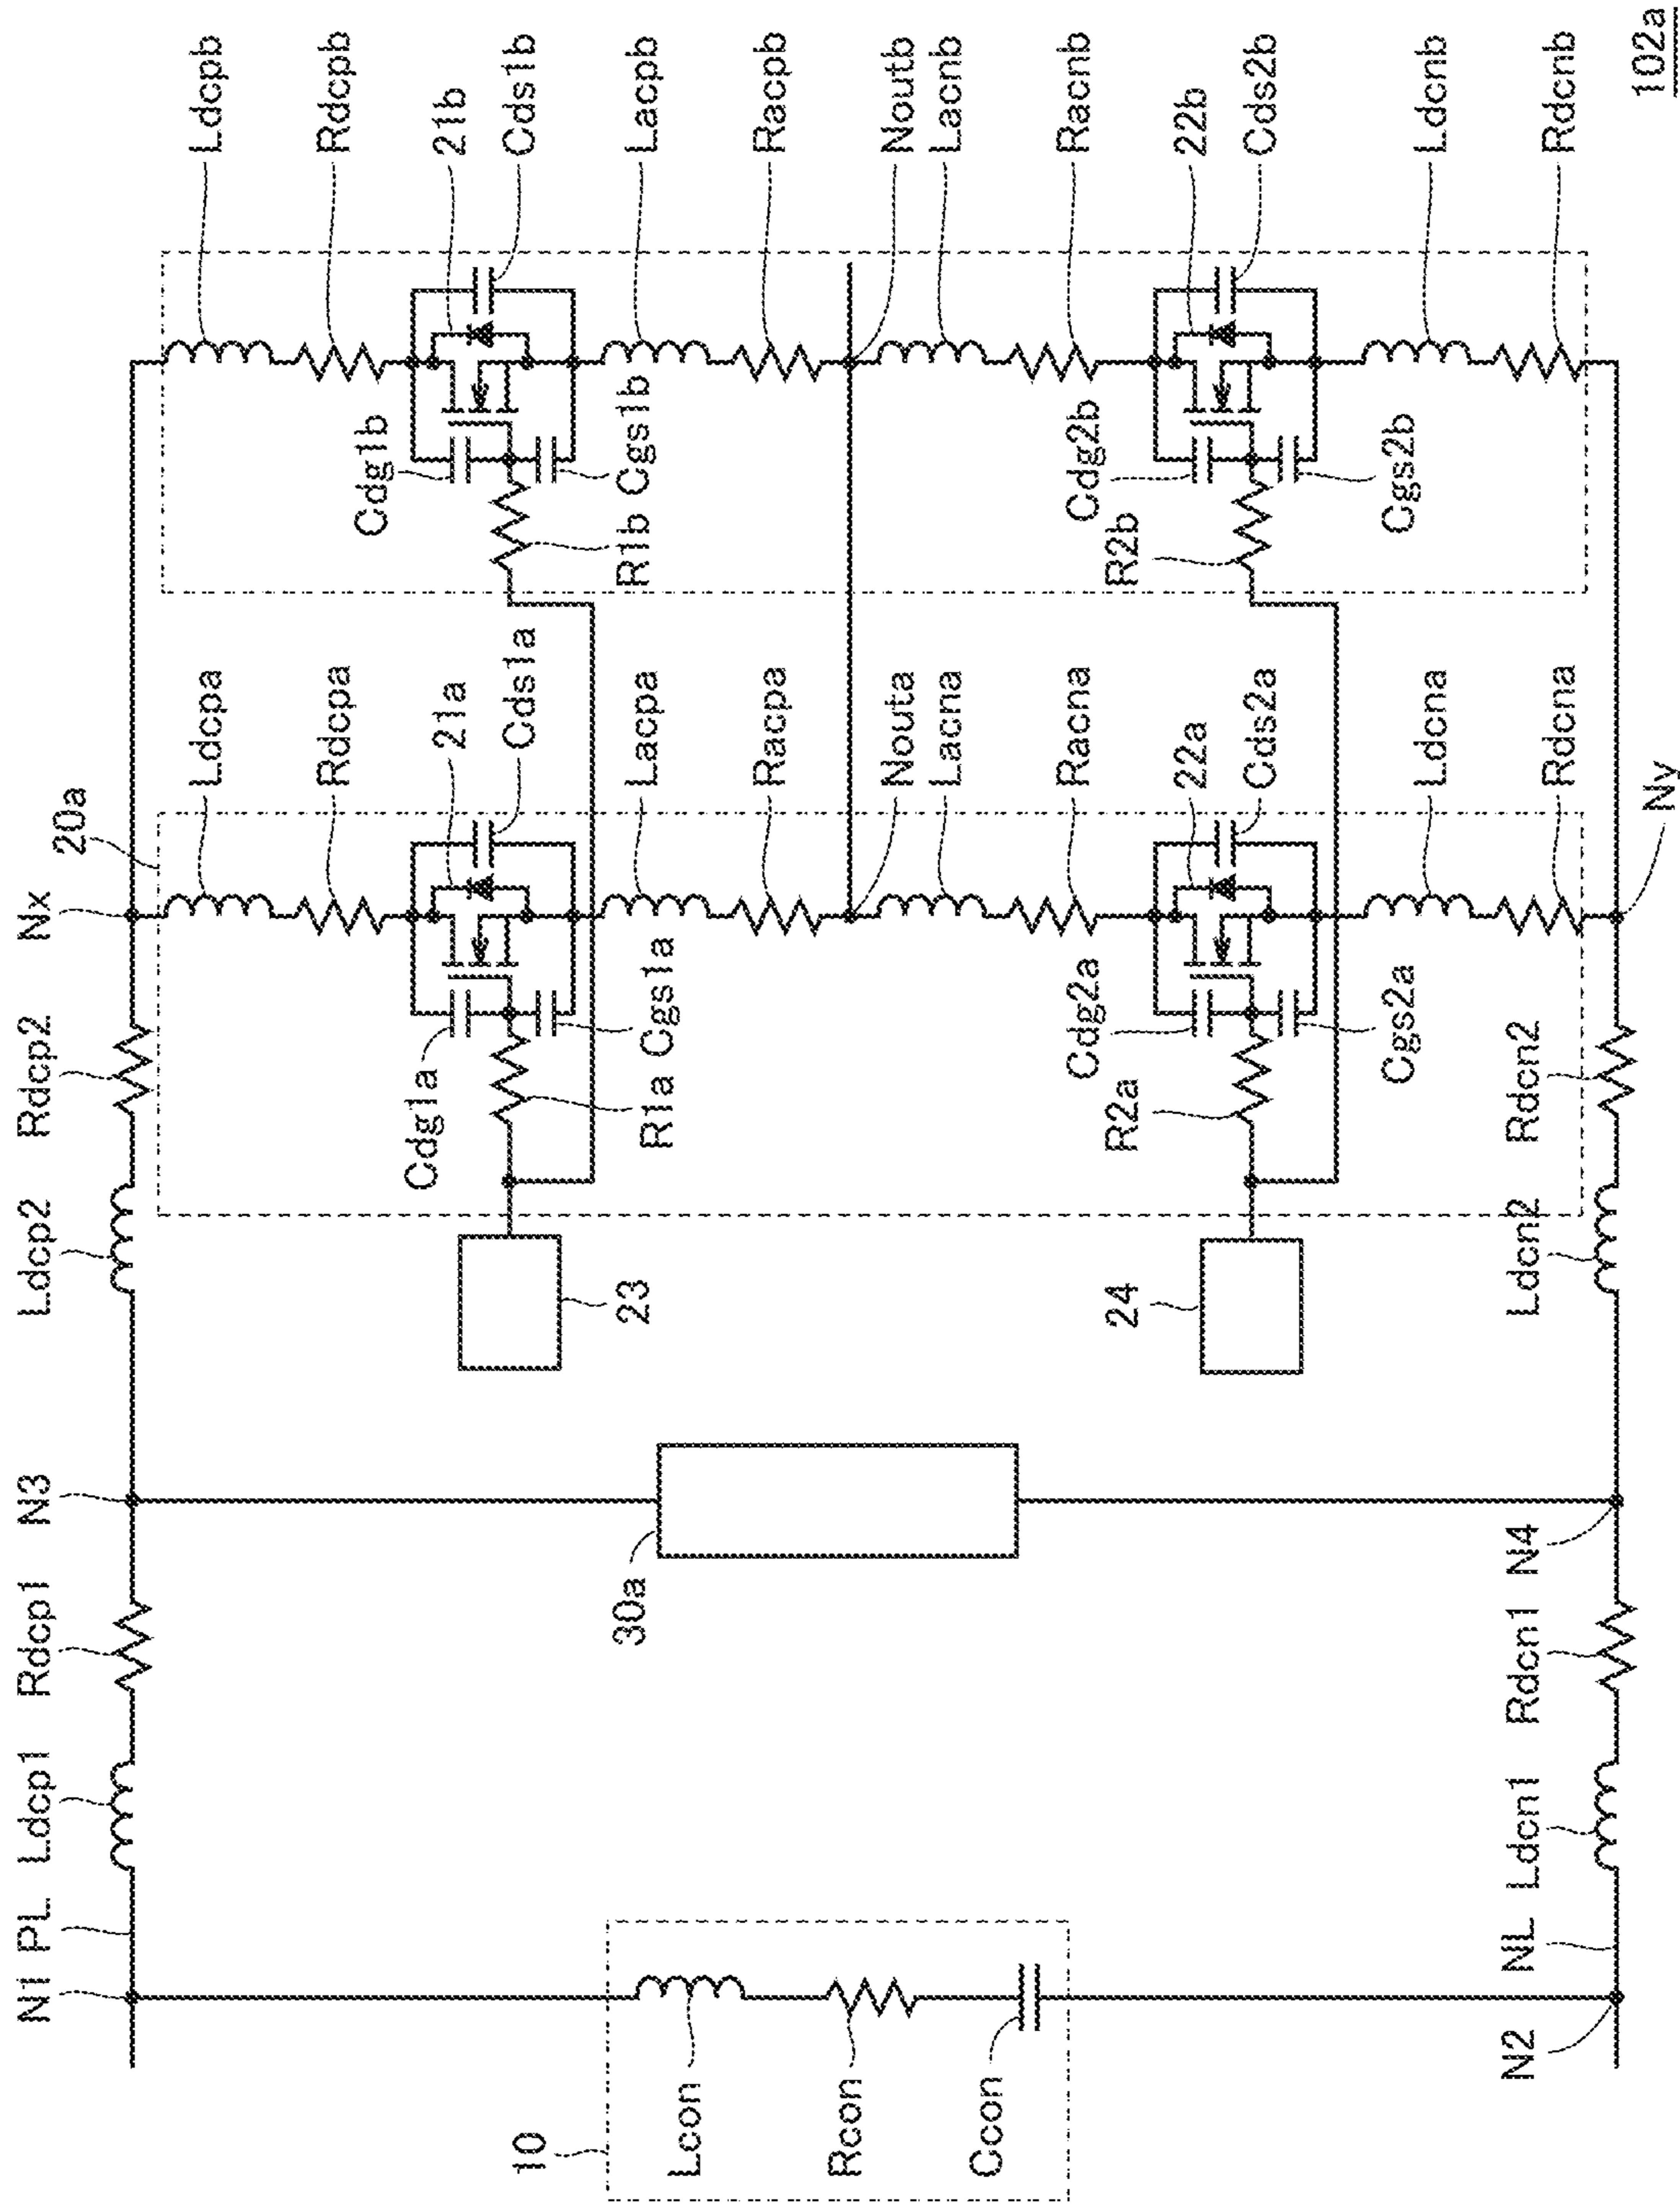 102a
N1
PL
Ldcp1
Rdcp1
N3
Ldcp2
Rdcp2
Nx
20a
Ldcpa
Ldcpb
Rdcpa
Rdcpb
21a
21b
Cdg1a
Cds1a
Cdg1b
Cds1b
10
23
R1a
Cgs1a
R1b
Cgs1b
Lacpa
Lacpb
30a
Lcon
Racpa
Racpb
Rcon
Nouta
Noutb
Lacna
Lacnb
Ccon
Racna
Racnb
24
R2a
Cdg2a
R2b
Cdg2b
22a
22b
Cds2a
Cds2b
Cgs2a
Cgs2b
Ldcna
Ldcnb
Rdcna
Rdcnb
N2
NL
Ldcn1
Rdcn1
N4
Ldcn2
Rdcn2
Ny